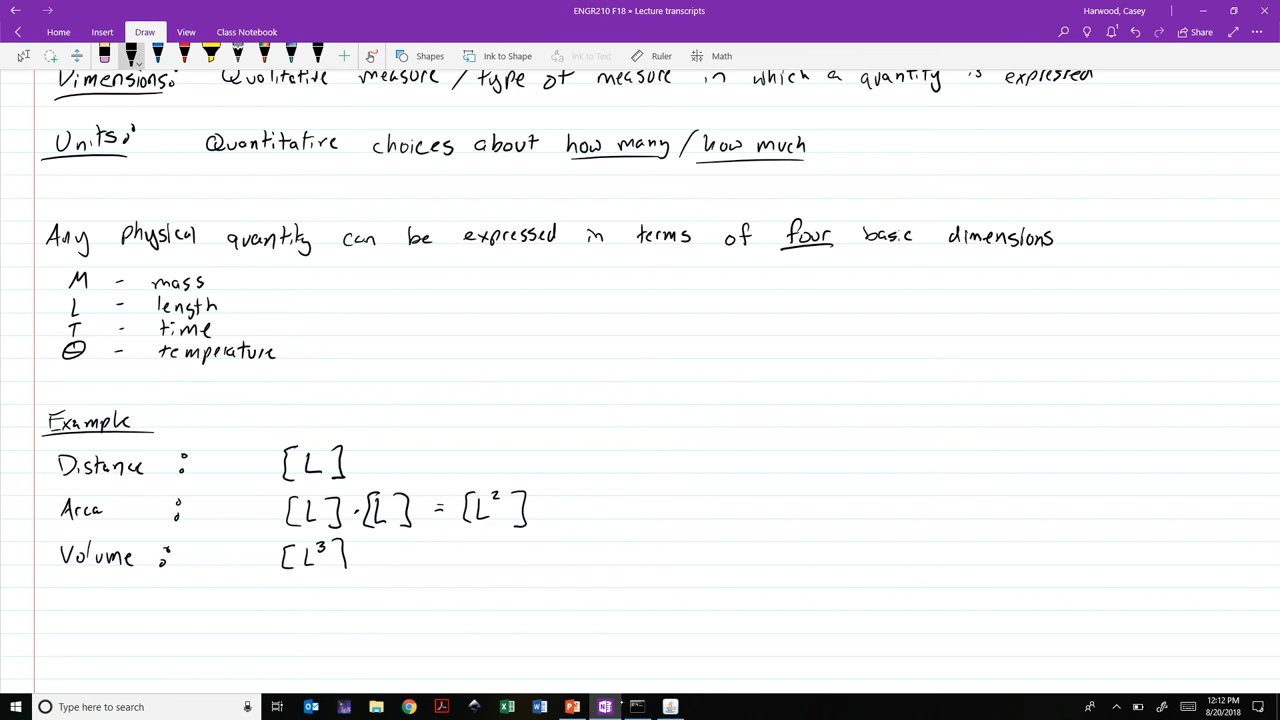 ENGR210 F18 » Lecture transcripts
Harwood, Casey
Home Insert Draw View Class Notebook
Share
Shapes Ink to Shape Ink to Text Ruler Math
Dimensions: Qualitative measure / type of measure in which a quantity is expressed
Units: Quantitative choices about how many / how much
Any physical quantity can be expressed in terms of four basic dimensions
M - mass
L - length
T - time
Θ - temperature
Example
Distance : [L]
Area : [L]·[L] = [L²]
Volume : [L³]
Type here to search
12:12 PM
8/20/2018